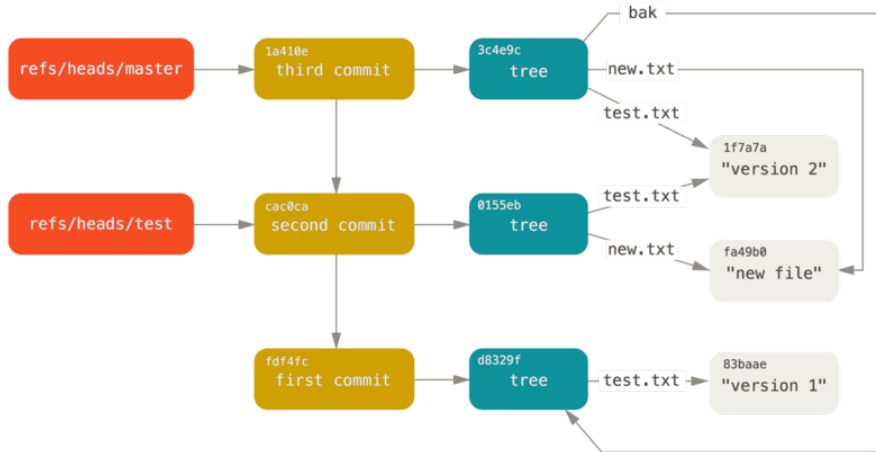 bak
refs/heads/master
1a410e
third commit
3c4e9c
tree
new.txt
test.txt
1f7a7a
"version 2"
refs/heads/test
cac0ca
second commit
0155eb
tree
test.txt
new.txt
fa49b0
"new file"
fdf4fc
first commit
d8329f
tree
test.txt
83baae
"version 1"